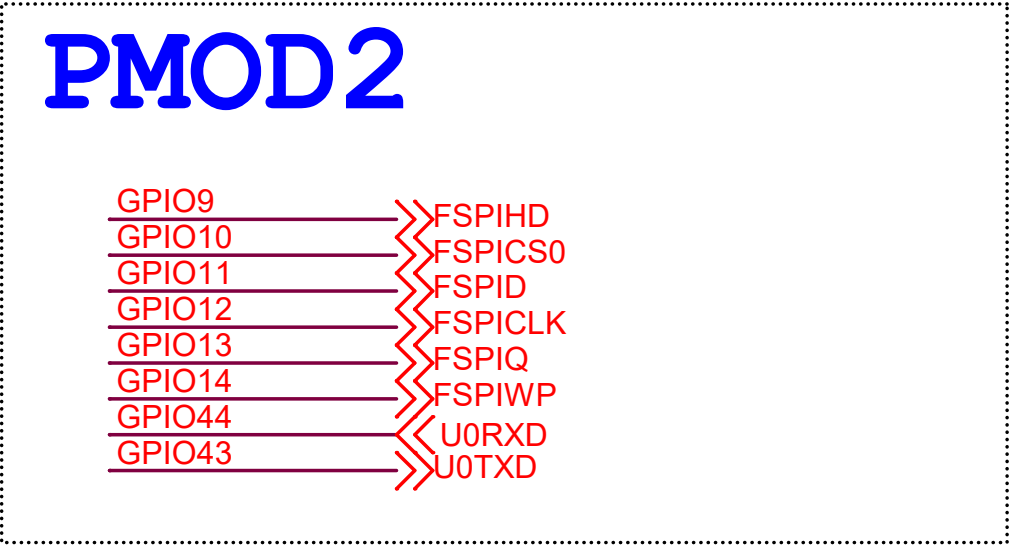 PMOD2
GPIO9 FSPIHD
GPIO10 FSPICS0
GPIO11 FSPID
GPIO12 FSPICLK
GPIO13 FSPIQ
GPIO14 FSPIWP
GPIO44 U0RXD
GPIO43 U0TXD